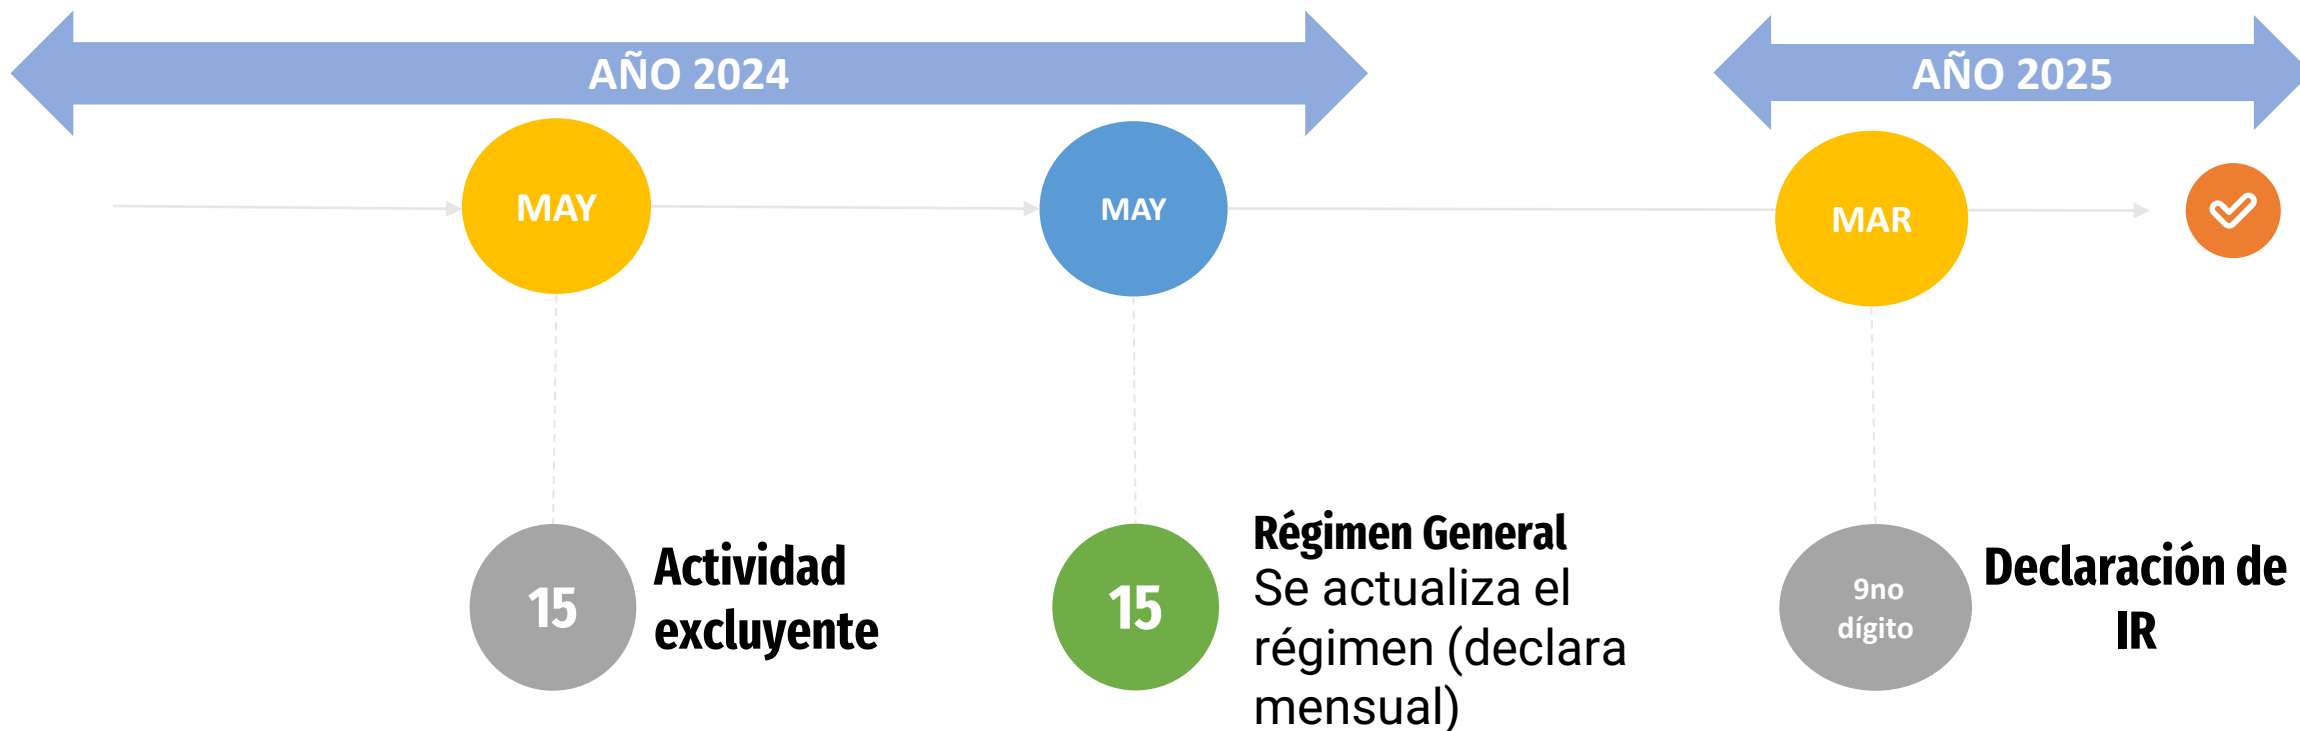 AÑO 2024
AÑO 2025
MAY
MAY
MAR
15
Actividad
excluyente
15
Régimen General
Se actualiza el
régimen (declara
mensual)
9no
dígito
Declaración de
IR